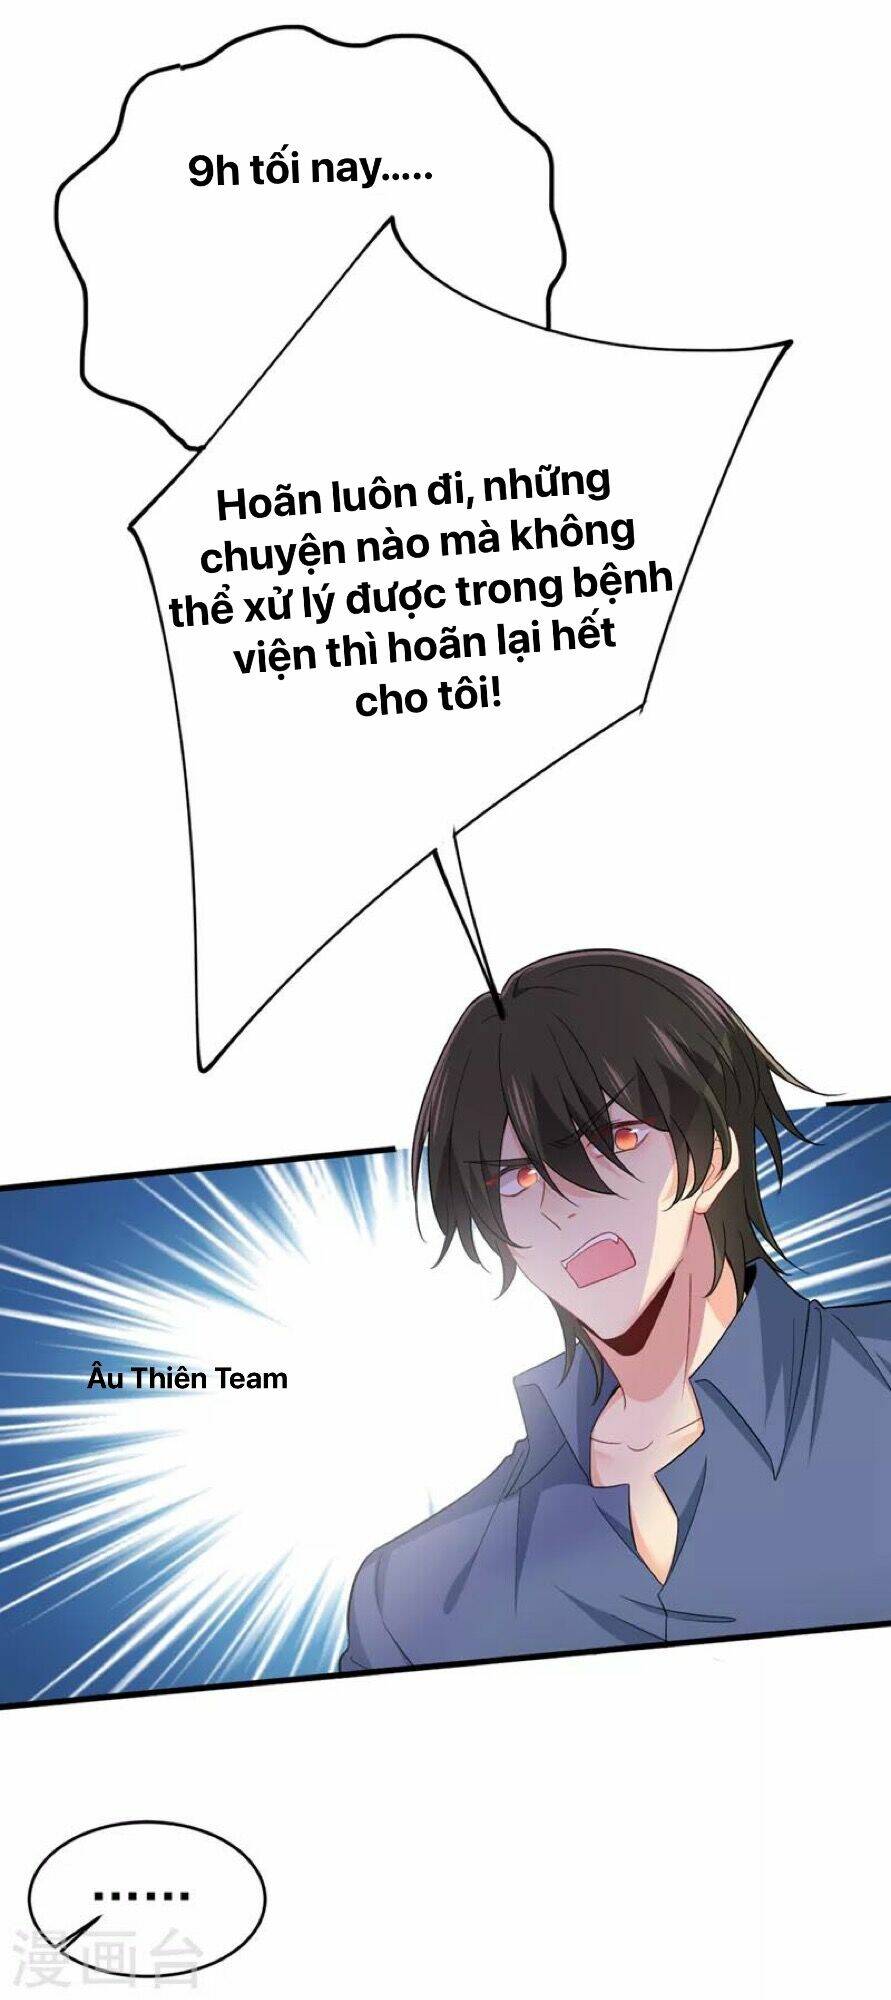 9h tối nay.....
Hoãn luôn đi, những
chuyện nào mà không
thể xử lý được trong bệnh
viện thì hoãn lại hết
cho tôi!
Âu Thiên Team
......
漫画台